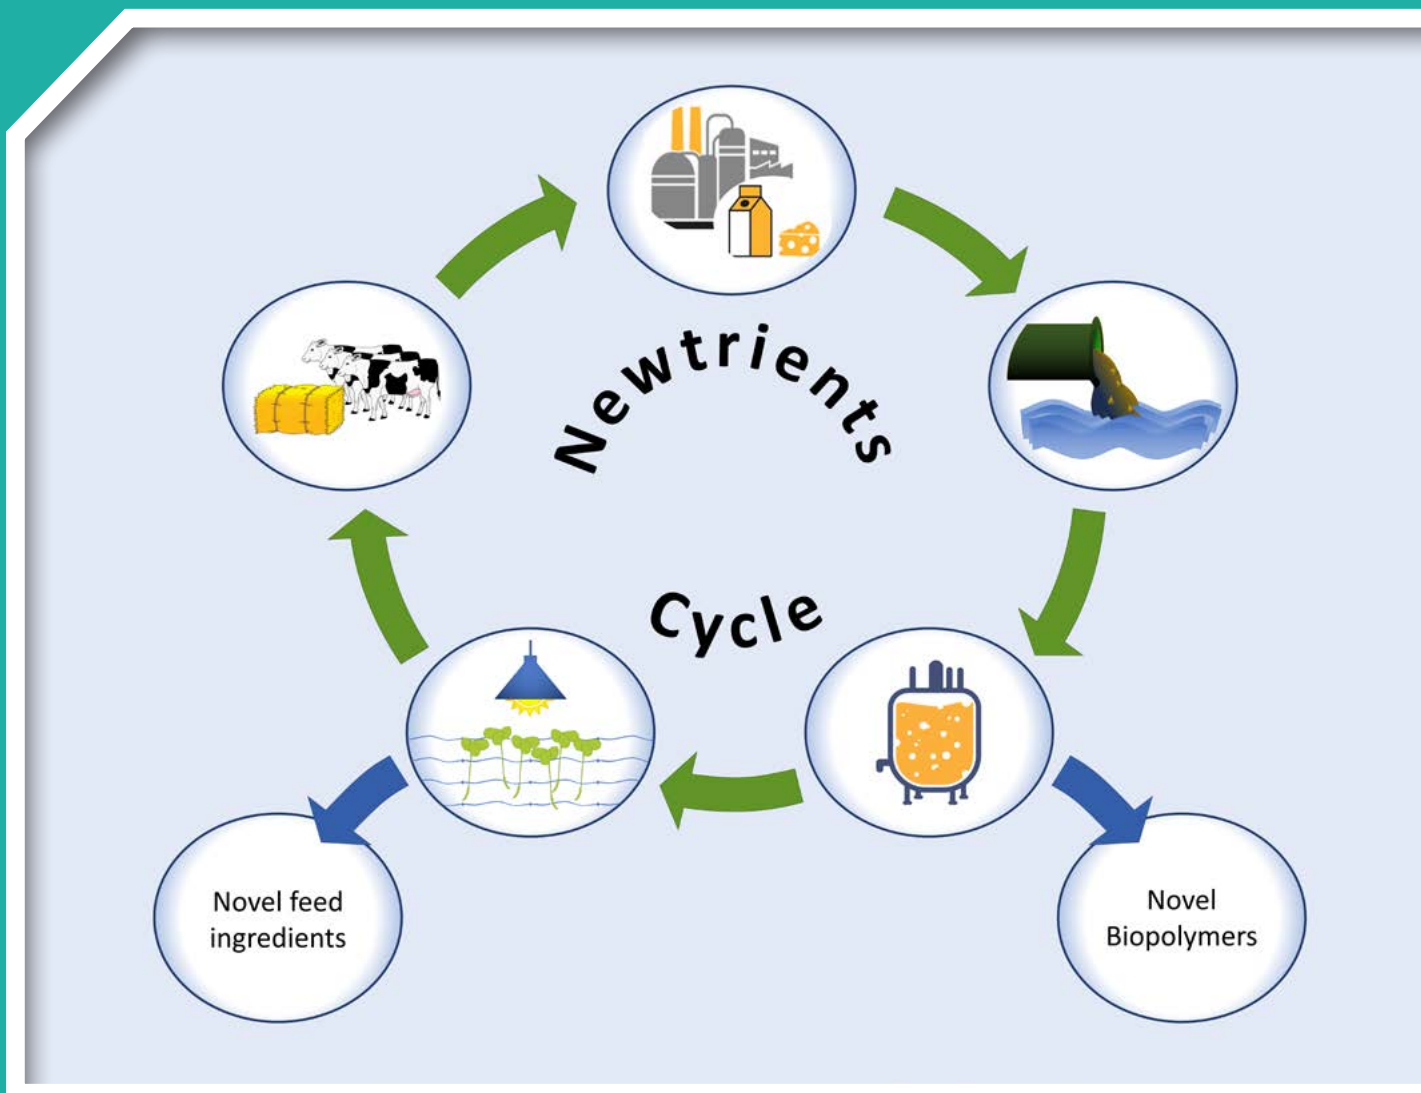 Newtrients
Cycle
Novel feed
ingredients
Novel
Biopolymers